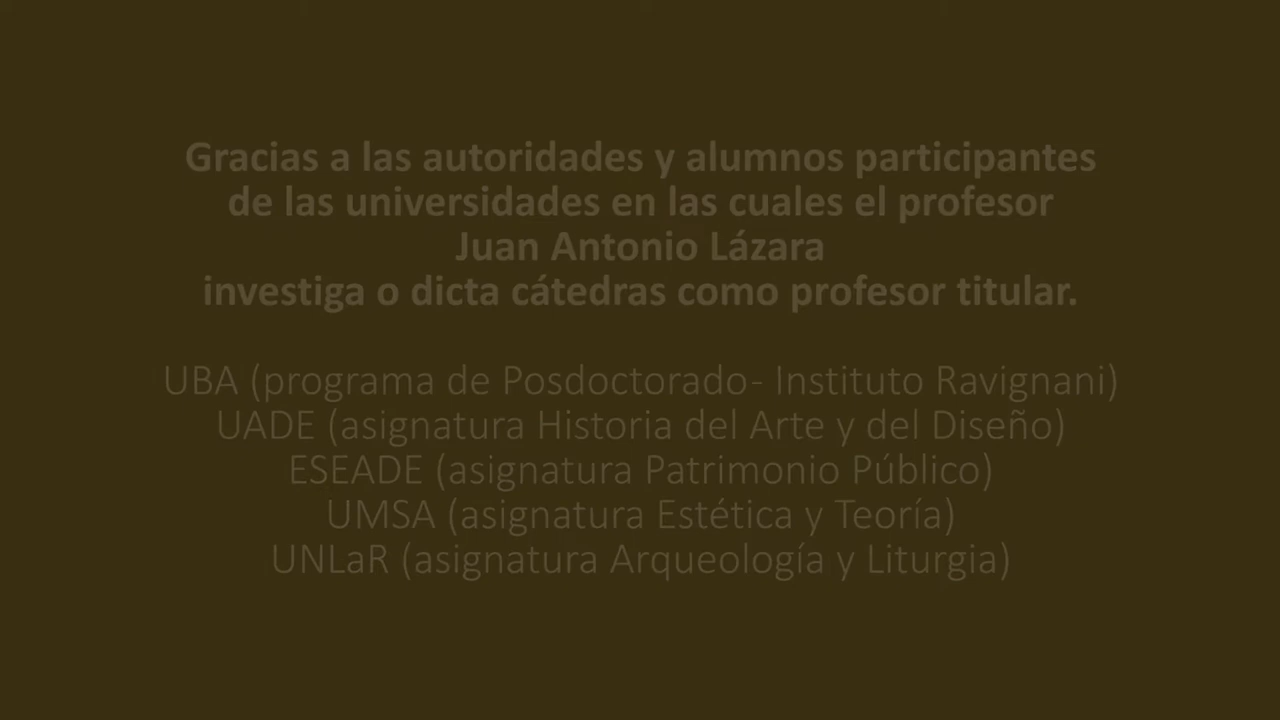 Gracias a las autoridades y alumnos participantes
de las universidades en las cuales el profesor
Juan Antonio Lázara
investiga o dicta cátedras como profesor titular.
UBA (programa de Posdoctorado- Instituto Ravignani)
UADE (asignatura Historia del Arte y del Diseño)
ESEADE (asignatura Patrimonio Público)
UMSA (asignatura Estética y Teoría)
UNLaR (asignatura Arqueología y Liturgia)